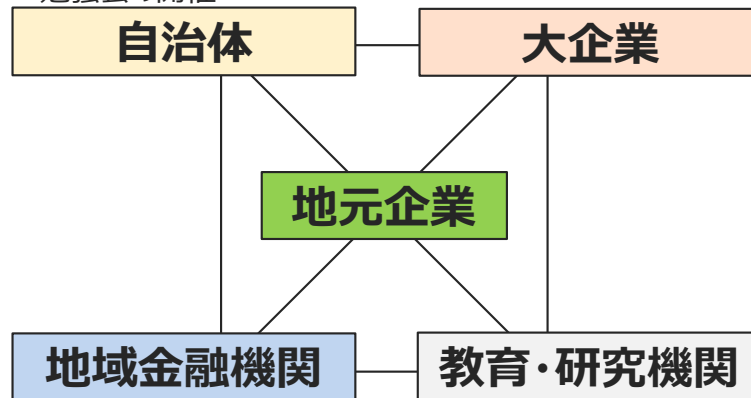 自治体
大企業
地元企業
地域金融機関
教育・研究機関